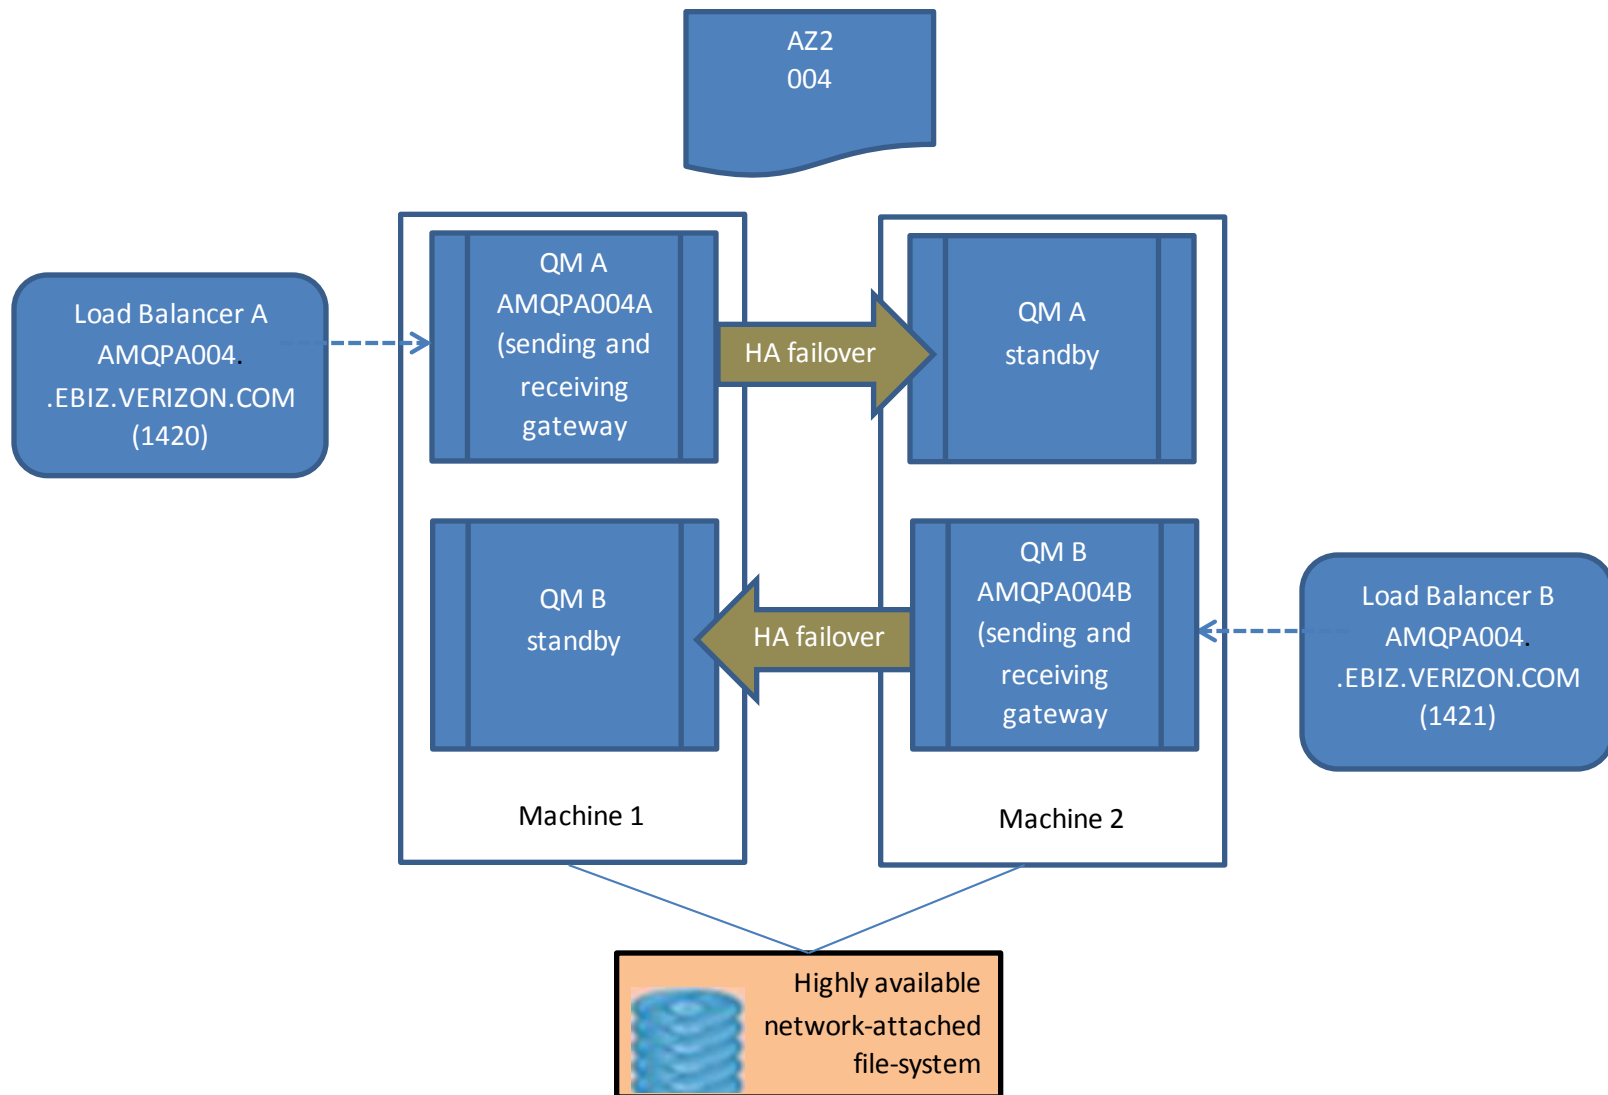 AZ2
004
Load Balancer A
AMQPA004.
.EBIZ.VERIZON.COM
(1420)
QM A
AMQPA004A
(sending and
receiving
gateway
HA failover
QM A
standby
QM B
standby
HA failover
QM B
AMQPA004B
(sending and
receiving
gateway
Load Balancer B
AMQPA004.
.EBIZ.VERIZON.COM
(1421)
Machine 1
Machine 2
Highly available
network-attached
file-system